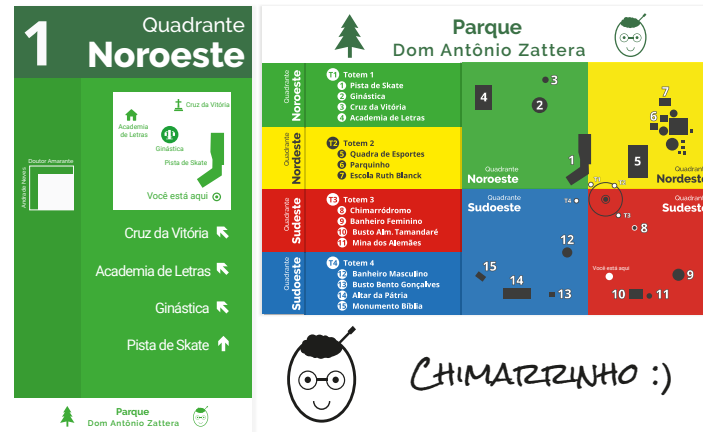 1
Quadrante
Noroeste
Cruz da Vitória
Academia
de Letras
Ginástica
Pista de Skate
Você está aqui
Doutor Amarante
Andra de Neves
Cruz da Vitória
Academia de Letras
Ginástica
Pista de Skate
Parque
Dom Antônio Zattera
Parque
Dom Antônio Zattera
Quadrante
Noroeste
T1 Totem 1
1 Pista de Skate
2 Ginástica
3 Cruz da Vitória
4 Academia de Letras
Quadrante
Nordeste
T2 Totem 2
5 Quadra de Esportes
6 Parquinho
7 Escola Ruth Blanck
Quadrante
Sudeste
T3 Totem 3
8 Chimarródromo
9 Banheiro Feminino
10 Busto Alm. Tamandaré
11 Mina dos Alemães
Quadrante
Sudoeste
T4 Totem 4
12 Banheiro Masculino
13 Busto Bento Gonçalves
14 Altar da Pátria
15 Monumento Bíblia
3
4
2
1
Quadrante
Noroeste
7
6
5
Quadrante
Nordeste
T1
T2
Quadrante
Sudoeste
T4
12
15
14
13
Quadrante
Sudeste
T3
8
Você está aqui
9
10
11
CHIMARRINHO :)